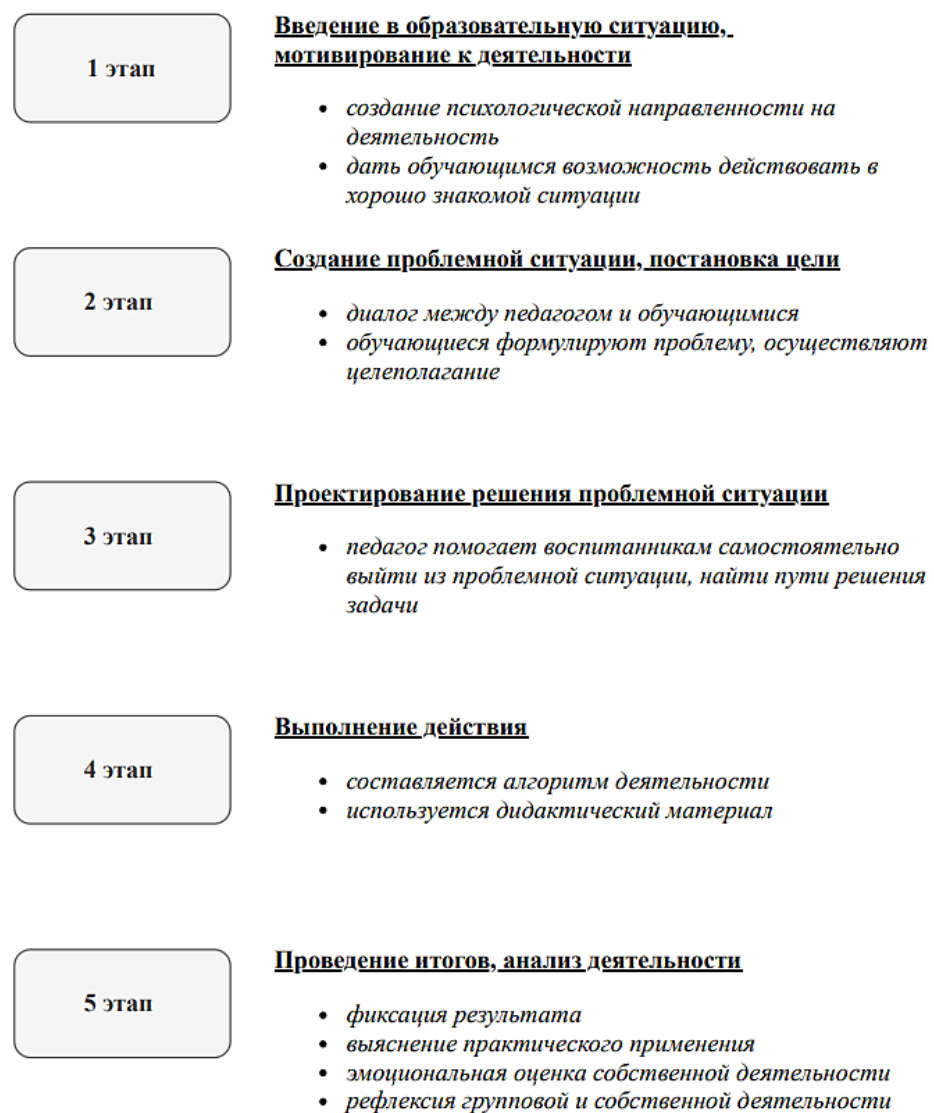 1 этап
Введение в образовательную ситуацию,
мотивирование к деятельности
• создание психологической направленности на
деятельность
• дать обучающимся возможность действовать в
хорошо знакомой ситуации
2 этап
Создание проблемной ситуации, постановка цели
• диалог между педагогом и обучающимися
• обучающиеся формулируют проблему, осуществляют
целеполагание
3 этап
Проектирование решения проблемной ситуации
• педагог помогает воспитанникам самостоятельно
выйти из проблемной ситуации, найти пути решения
задачи
4 этап
Выполнение действия
• составляется алгоритм деятельности
• используется дидактический материал
5 этап
Проведение итогов, анализ деятельности
• фиксация результата
• выяснение практического применения
• эмоциональная оценка собственной деятельности
• рефлексия групповой и собственной деятельности